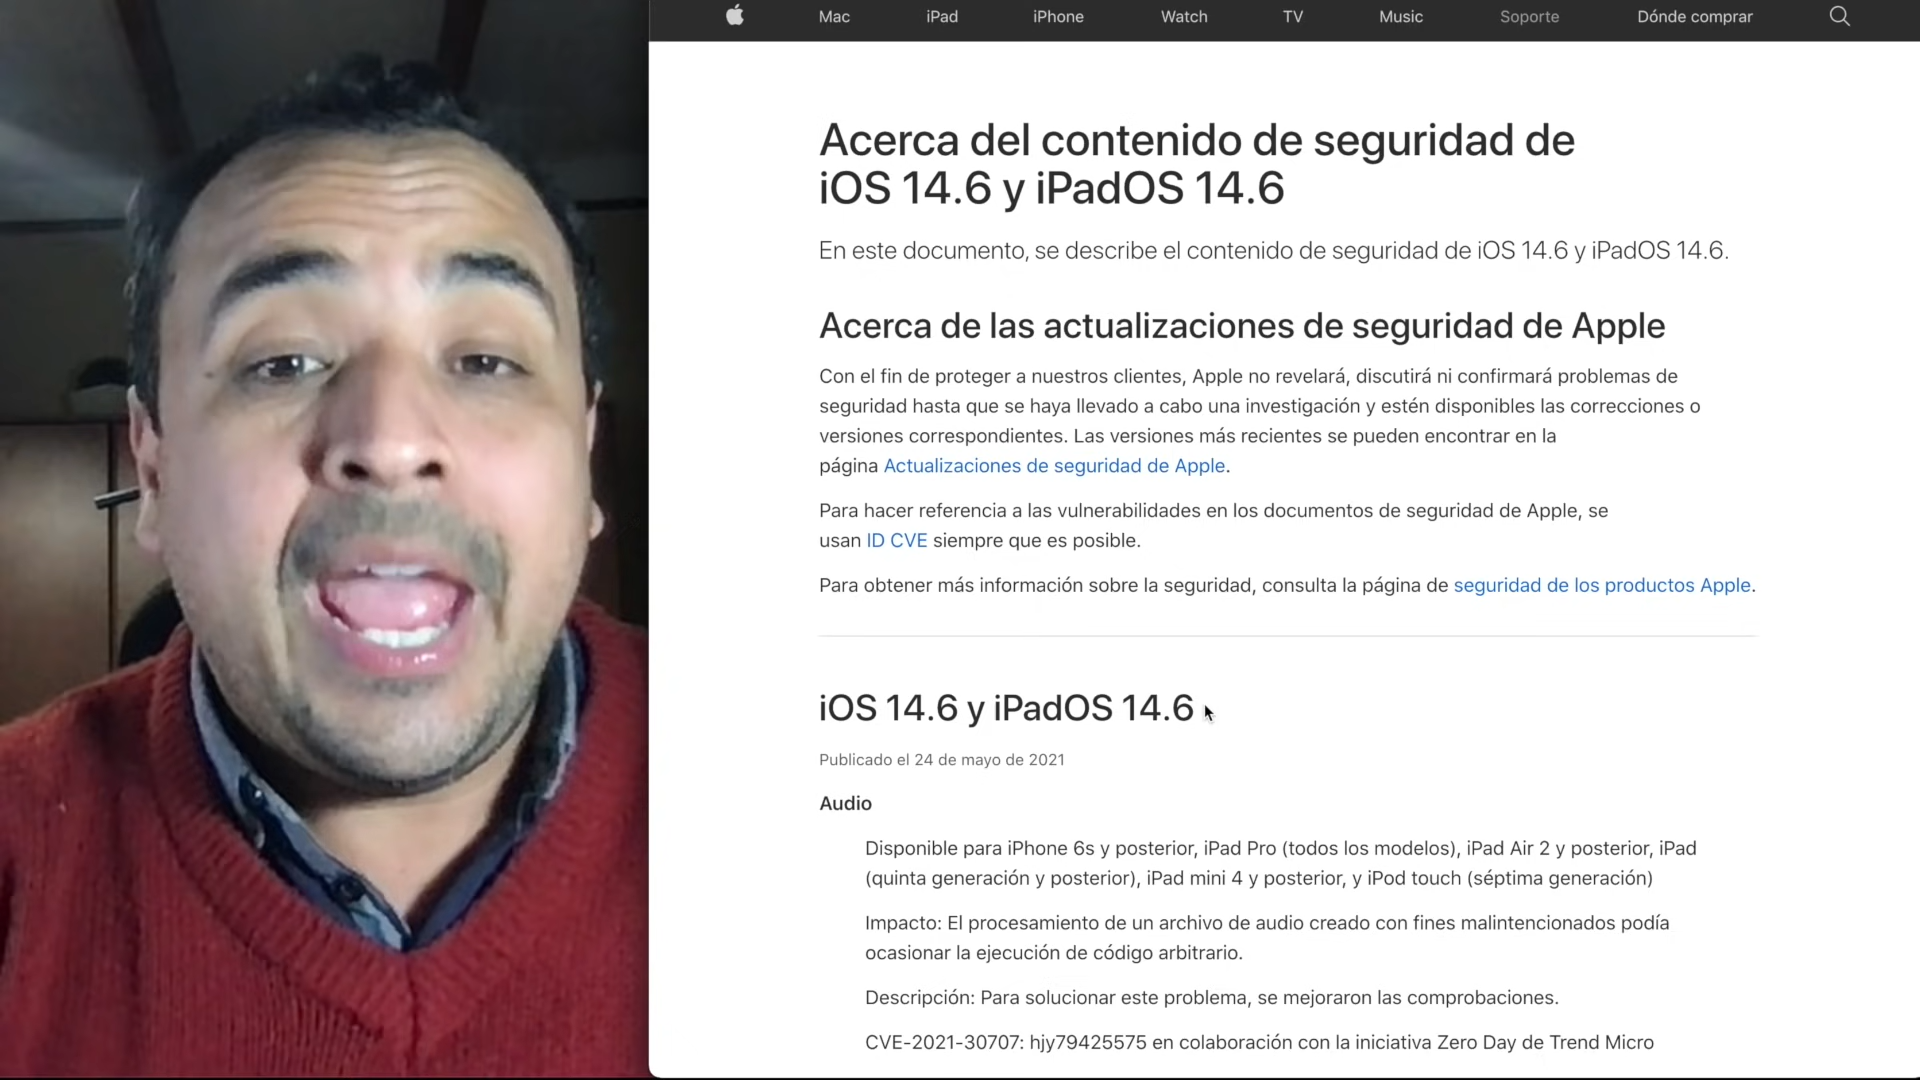 Mac iPad iPhone Watch TV Music Soporte Dónde comprar
Acerca del contenido de seguridad de
iOS 14.6 y iPadOS 14.6
En este documento, se describe el contenido de seguridad de iOS 14.6 y iPadOS 14.6.
Acerca de las actualizaciones de seguridad de Apple
Con el fin de proteger a nuestros clientes, Apple no revelará, discutirá ni confirmará problemas de
seguridad hasta que se haya llevado a cabo una investigación y estén disponibles las correcciones o
versiones correspondientes. Las versiones más recientes se pueden encontrar en la
página Actualizaciones de seguridad de Apple.
Para hacer referencia a las vulnerabilidades en los documentos de seguridad de Apple, se
usan ID CVE siempre que es posible.
Para obtener más información sobre la seguridad, consulta la página de seguridad de los productos Apple.
iOS 14.6 y iPadOS 14.6
Publicado el 24 de mayo de 2021
Audio
Disponible para iPhone 6s y posterior, iPad Pro (todos los modelos), iPad Air 2 y posterior, iPad
(quinta generación y posterior), iPad mini 4 y posterior, y iPod touch (séptima generación)
Impacto: El procesamiento de un archivo de audio creado con fines malintencionados podía
ocasionar la ejecución de código arbitrario.
Descripción: Para solucionar este problema, se mejoraron las comprobaciones.
CVE-2021-30707: hjy79425575 en colaboración con la iniciativa Zero Day de Trend Micro